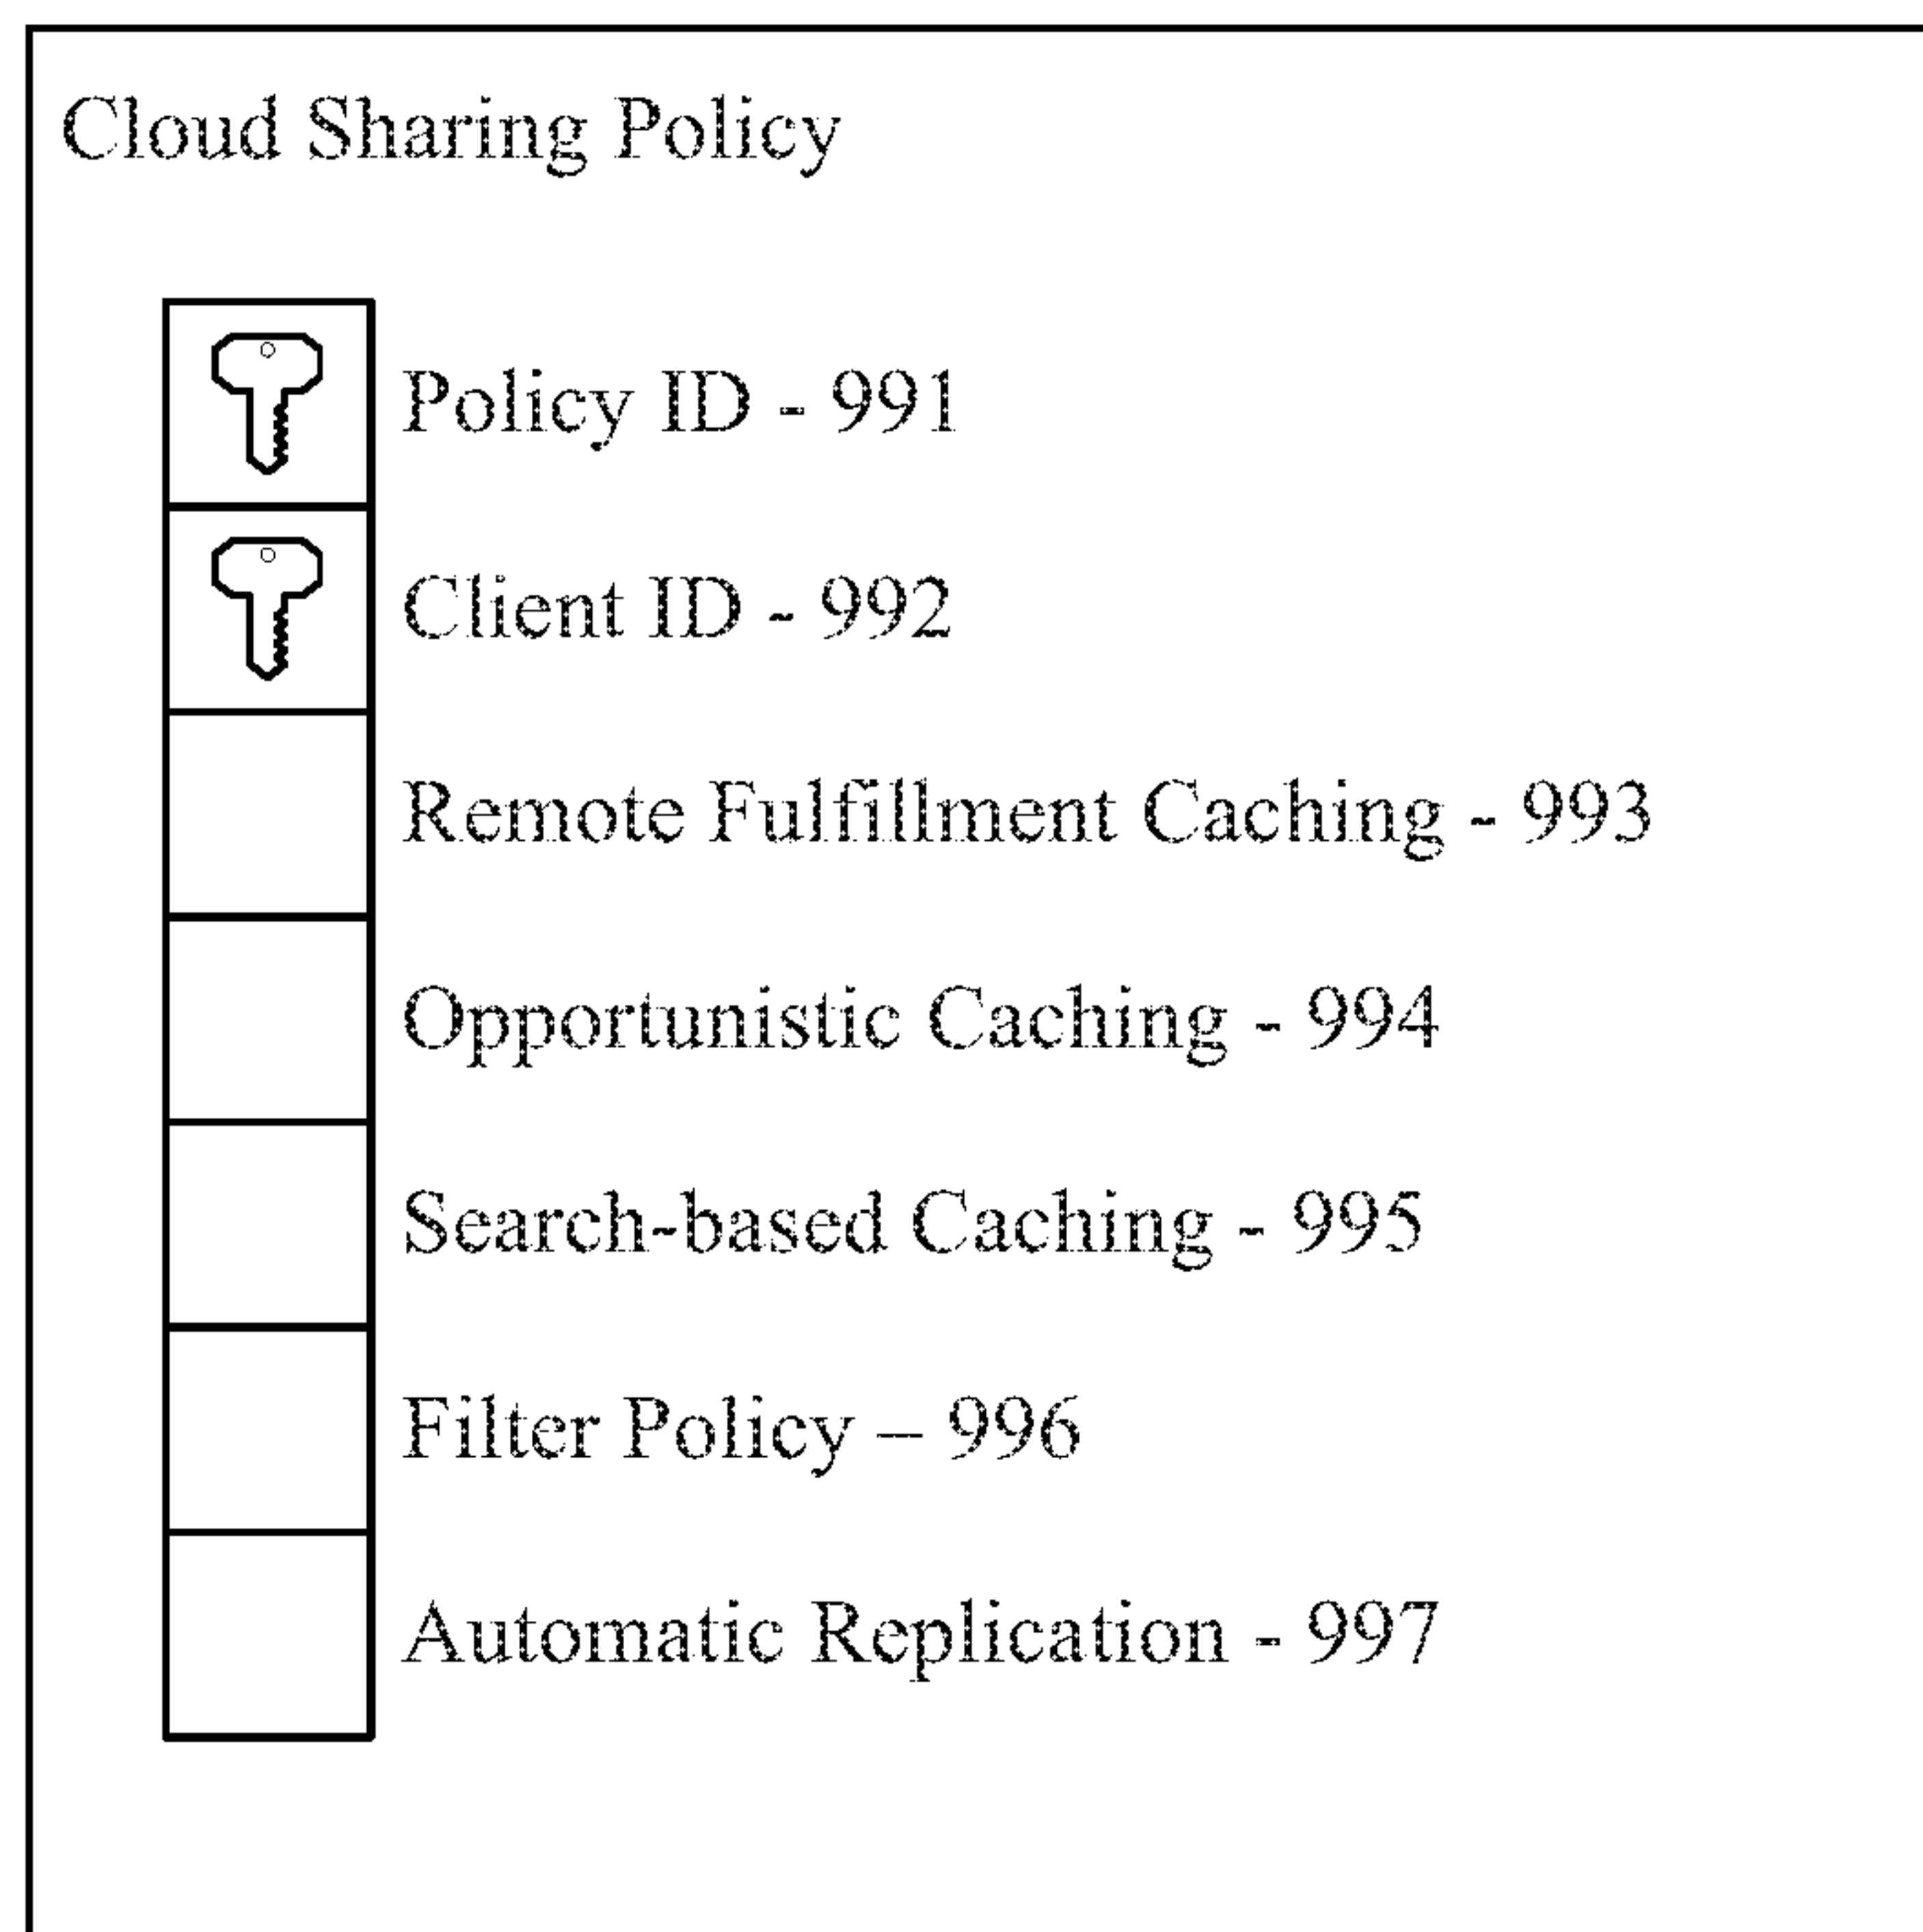 Cloud Sharing Policy
Policy ID - 991
Client ID - 992
Remote Fulfillment Caching - 993
Opportunistic Caching - 994
Search-based Caching - 995
Filter Policy – 996
Automatic Replication - 997